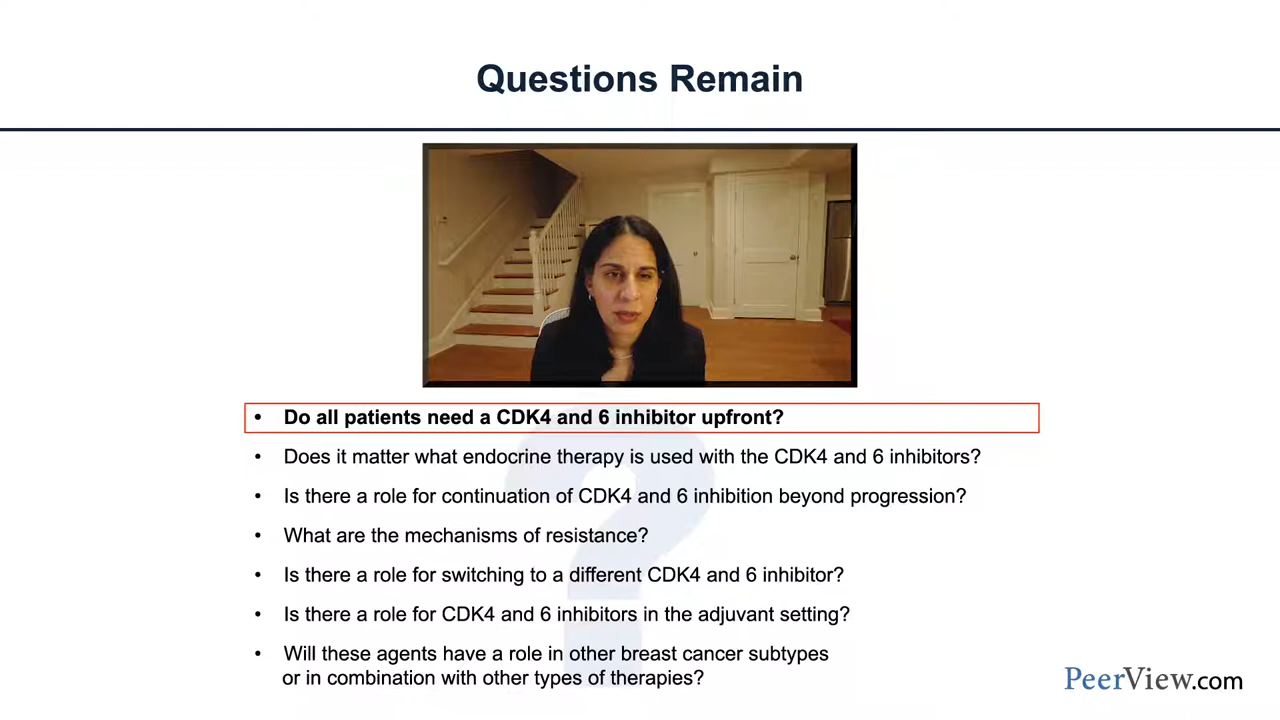 Questions Remain
• Do all patients need a CDK4 and 6 inhibitor upfront?
• Does it matter what endocrine therapy is used with the CDK4 and 6 inhibitors?
• Is there a role for continuation of CDK4 and 6 inhibition beyond progression?
• What are the mechanisms of resistance?
• Is there a role for switching to a different CDK4 and 6 inhibitor?
• Is there a role for CDK4 and 6 inhibitors in the adjuvant setting?
• Will these agents have a role in other breast cancer subtypes
or in combination with other types of therapies?
PeerView.com